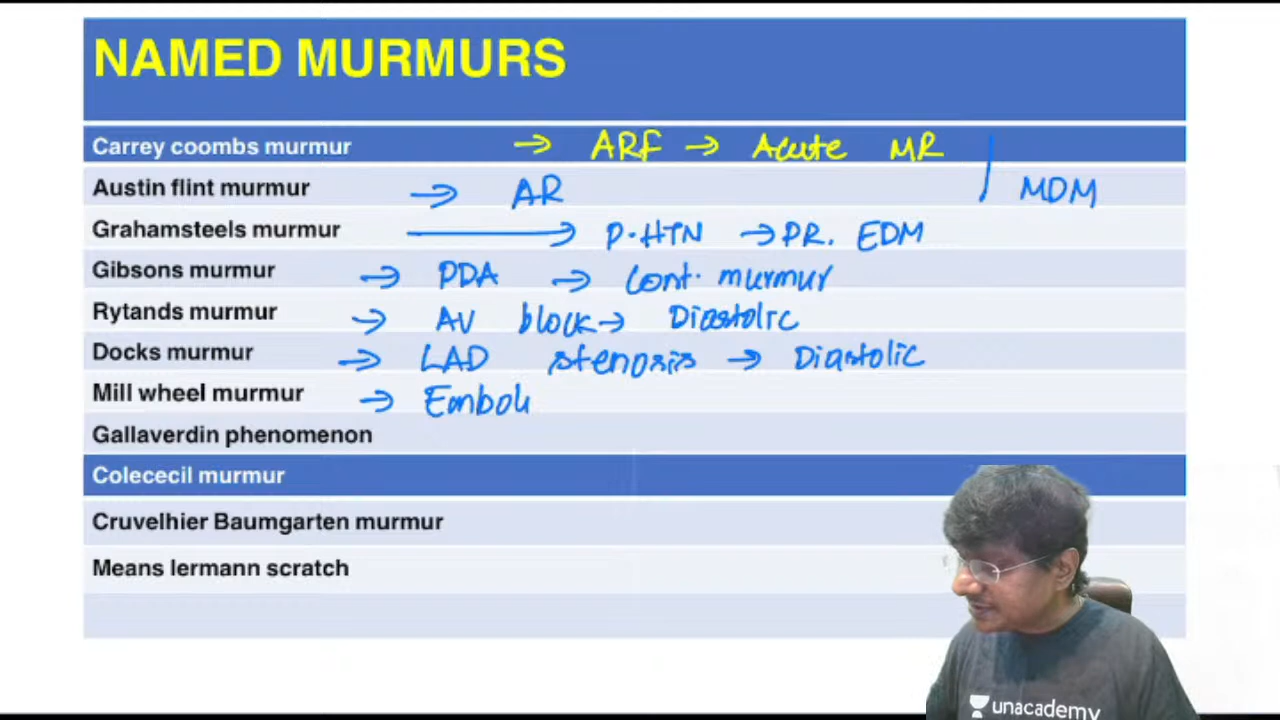 NAMED MURMURS
Carrey coombs murmur → ARF → Acute MR
Austin flint murmur → AR MDM
Grahamsteels murmur → P.HTN → PR. EDM
Gibsons murmur → PDA → Cont. murmur
Rytands murmur → AV block → Diastolic
Docks murmur → LAD stenosis → Diastolic
Mill wheel murmur → Emboli
Gallaverdin phenomenon
Colececil murmur
Cruvelhier Baumgarten murmur
Means lermann scratch
unacademy